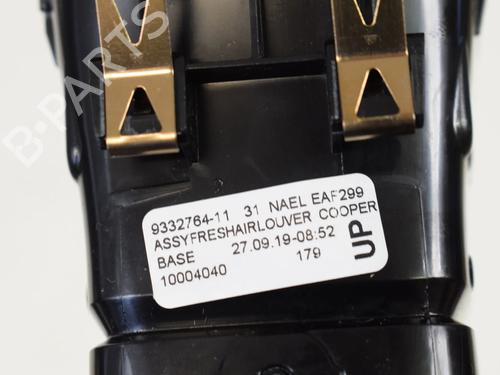 B-PARTS
9332764-11 31 NAEL EAF299
ASSYFRESHAIRLOUVER COOPER
BASE 27.09.19-08:52
10004040 179
UP